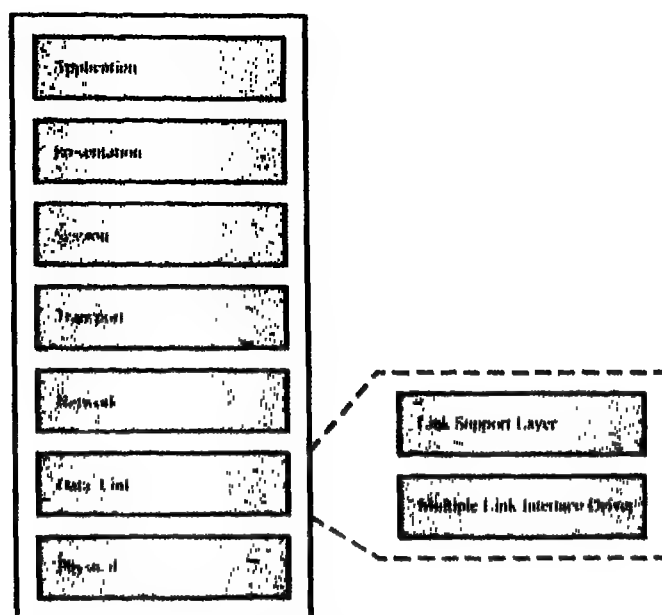 Application
Presentation
Session
Transport
Network
Data Link
Physical
Link Support Layer
Multiple Link Interface Driver